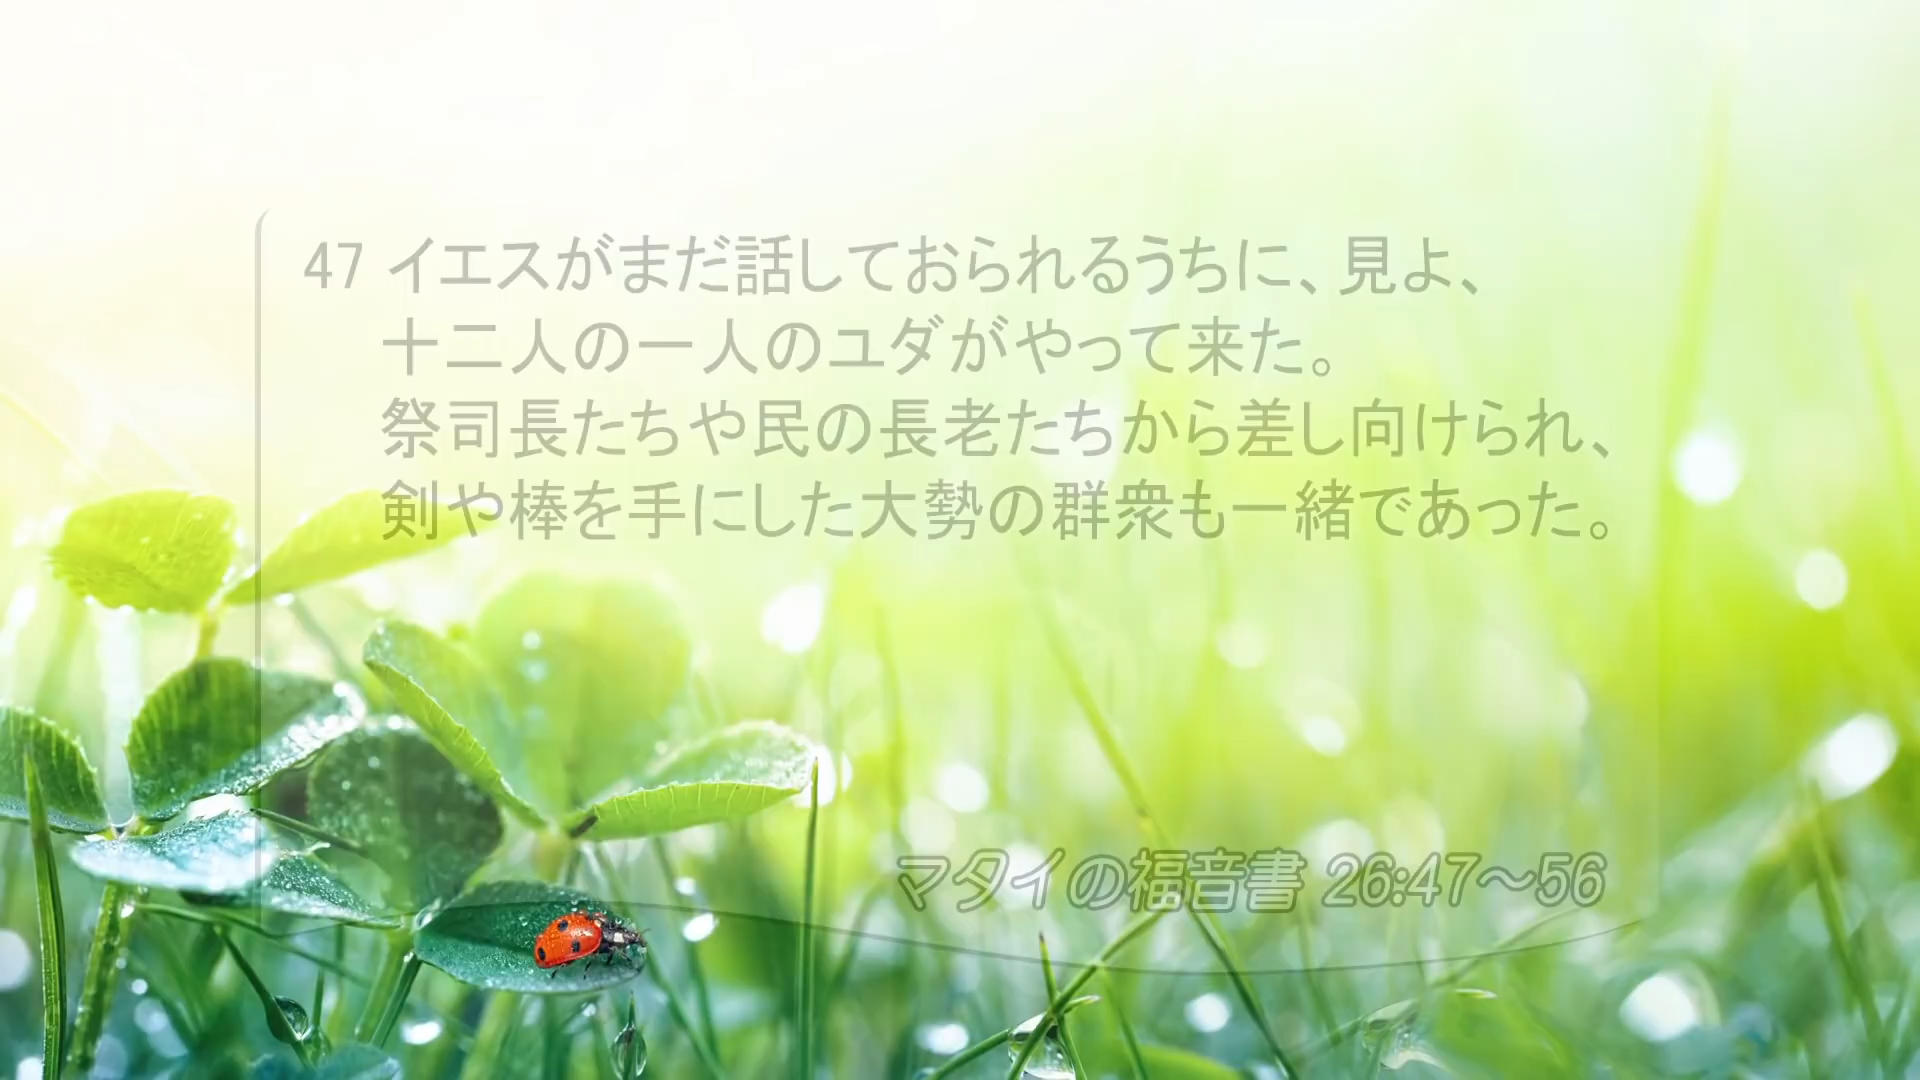 47 イエスがまだ話しておられるうちに、見よ、
十二人の一人のユダがやって来た。
祭司長たちや民の長老たちから差し向けられ、
剣や棒を手にした大勢の群衆も一緒であった。
マタイの福音書 26:47～56